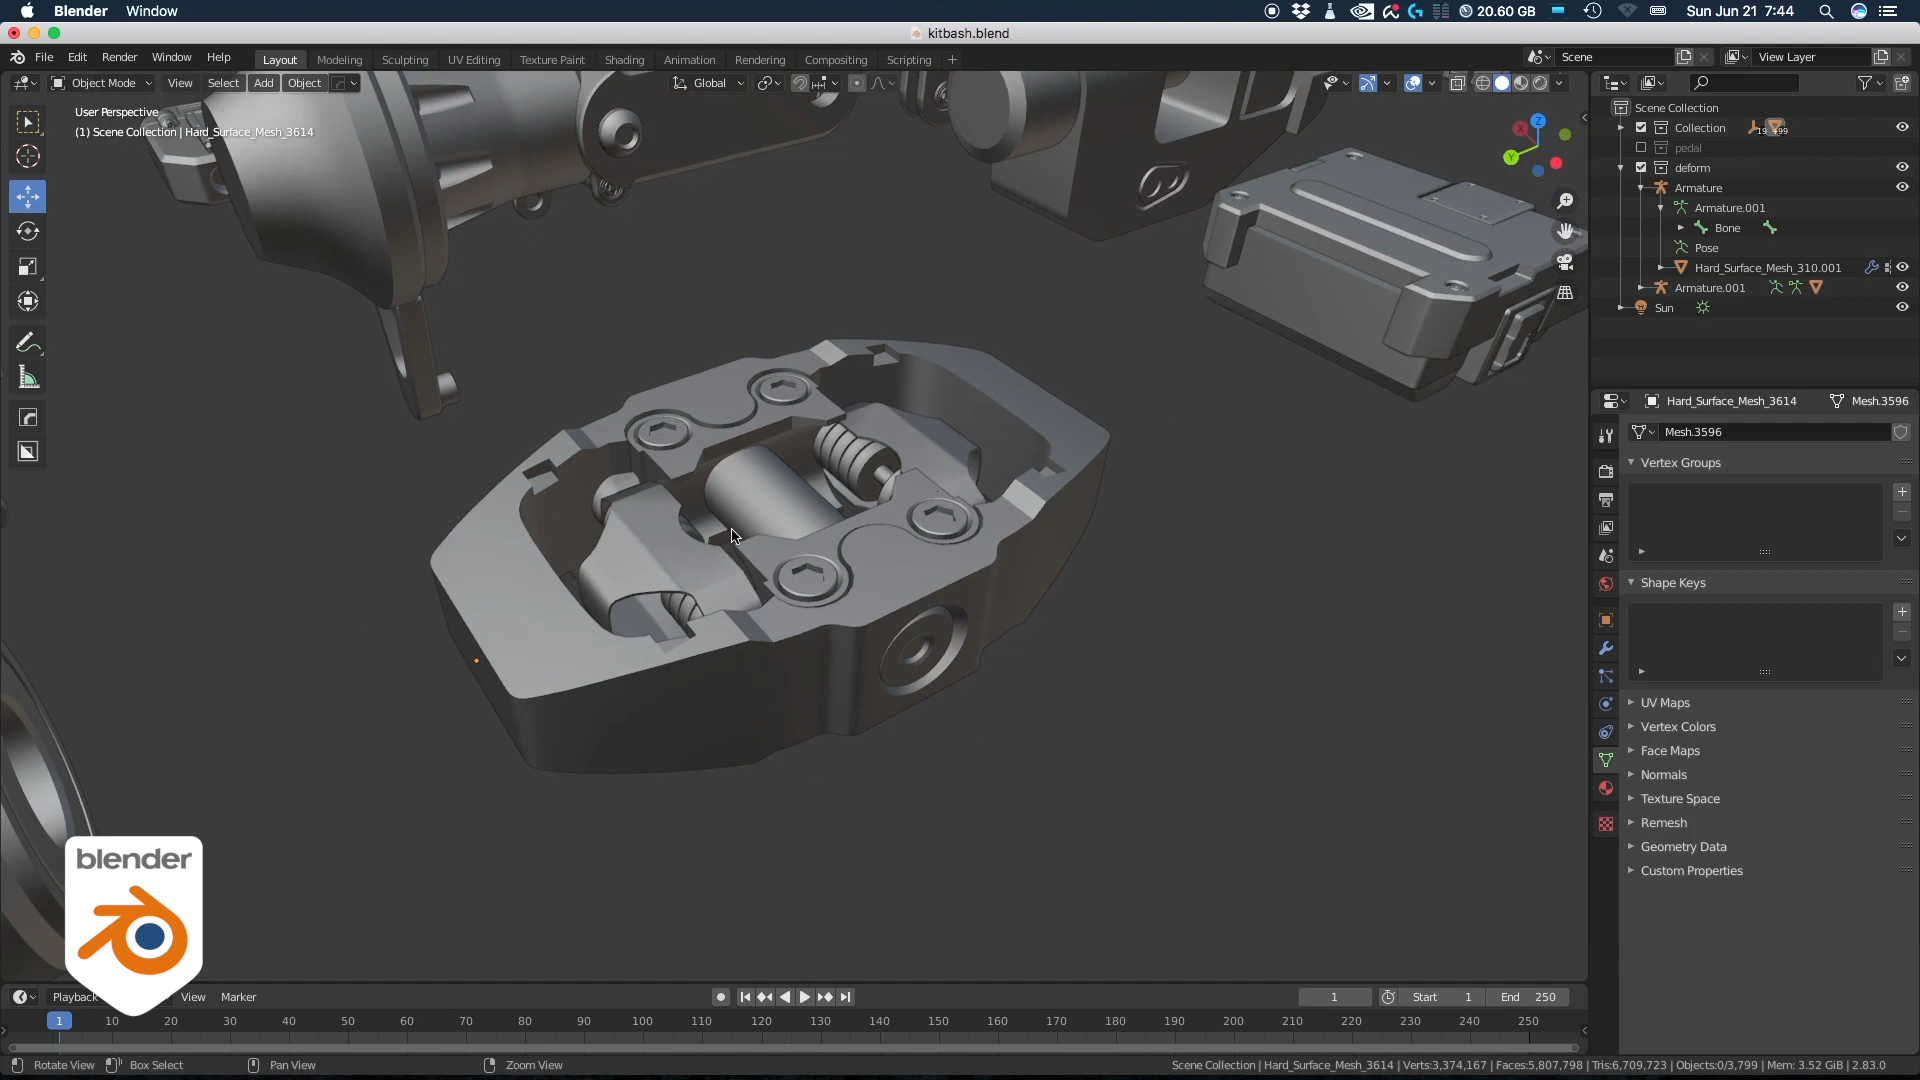 Blender Window
20.60 GB
Sun Jun 21 7:44
kitbash.blend
File Edit Render Window Help
Layout Modeling Sculpting UV Editing Texture Paint Shading Animation Rendering Compositing Scripting +
Scene
View Layer
Object Mode View Select Add Object
Global
User Perspective
(1) Scene Collection | Hard_Surface_Mesh_3614
Z
X
Y
Scene Collection
Collection 19 +99
pedal
deform
Armature
Armature.001
Bone
Pose
Hard_Surface_Mesh_310.001
Armature.001
Sun
Hard_Surface_Mesh_3614 Mesh.3596
Mesh.3596
Vertex Groups
Shape Keys
UV Maps
Vertex Colors
Face Maps
Normals
Texture Space
Remesh
Geometry Data
Custom Properties
blender
Playback View Marker
1 Start 1 End 250
1 10 20 30 40 50 60 70 80 90 100 110 120 130 140 150 160 170 180 190 200 210 220 230 240 250
Rotate View Box Select Pan View Zoom View
Scene Collection | Hard_Surface_Mesh_3614 | Verts:3,374,167 | Faces:5,807,798 | Tris:6,709,723 | Objects:0/3,799 | Mem: 3.52 GiB | 2.83.0